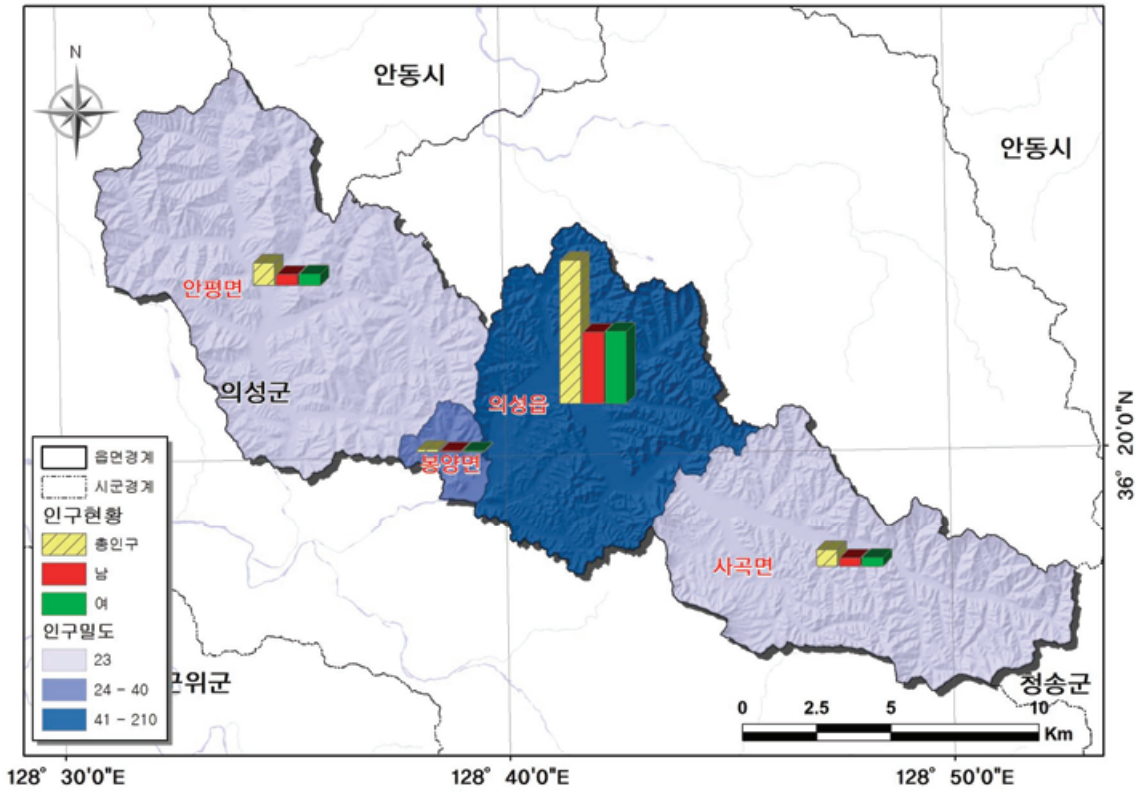 N
안동시
안동시
안평면
의성군
의성읍
봉양면
사곡면
군위군
청송군
읍면경계
시군경계
인구현황
총인구
남
여
인구밀도
23
24 - 40
41 - 210
0 2.5 5 10
Km
36° 20'0"N
128° 30'0"E 128° 40'0"E 128° 50'0"E